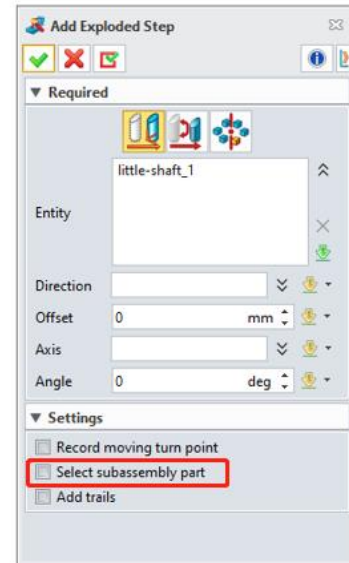 Add Exploded Step
Required
little-shaft_1
Entity
Direction
Offset 0 mm
Axis
Angle 0 deg
Settings
Record moving turn point
Select subassembly part
Add trails